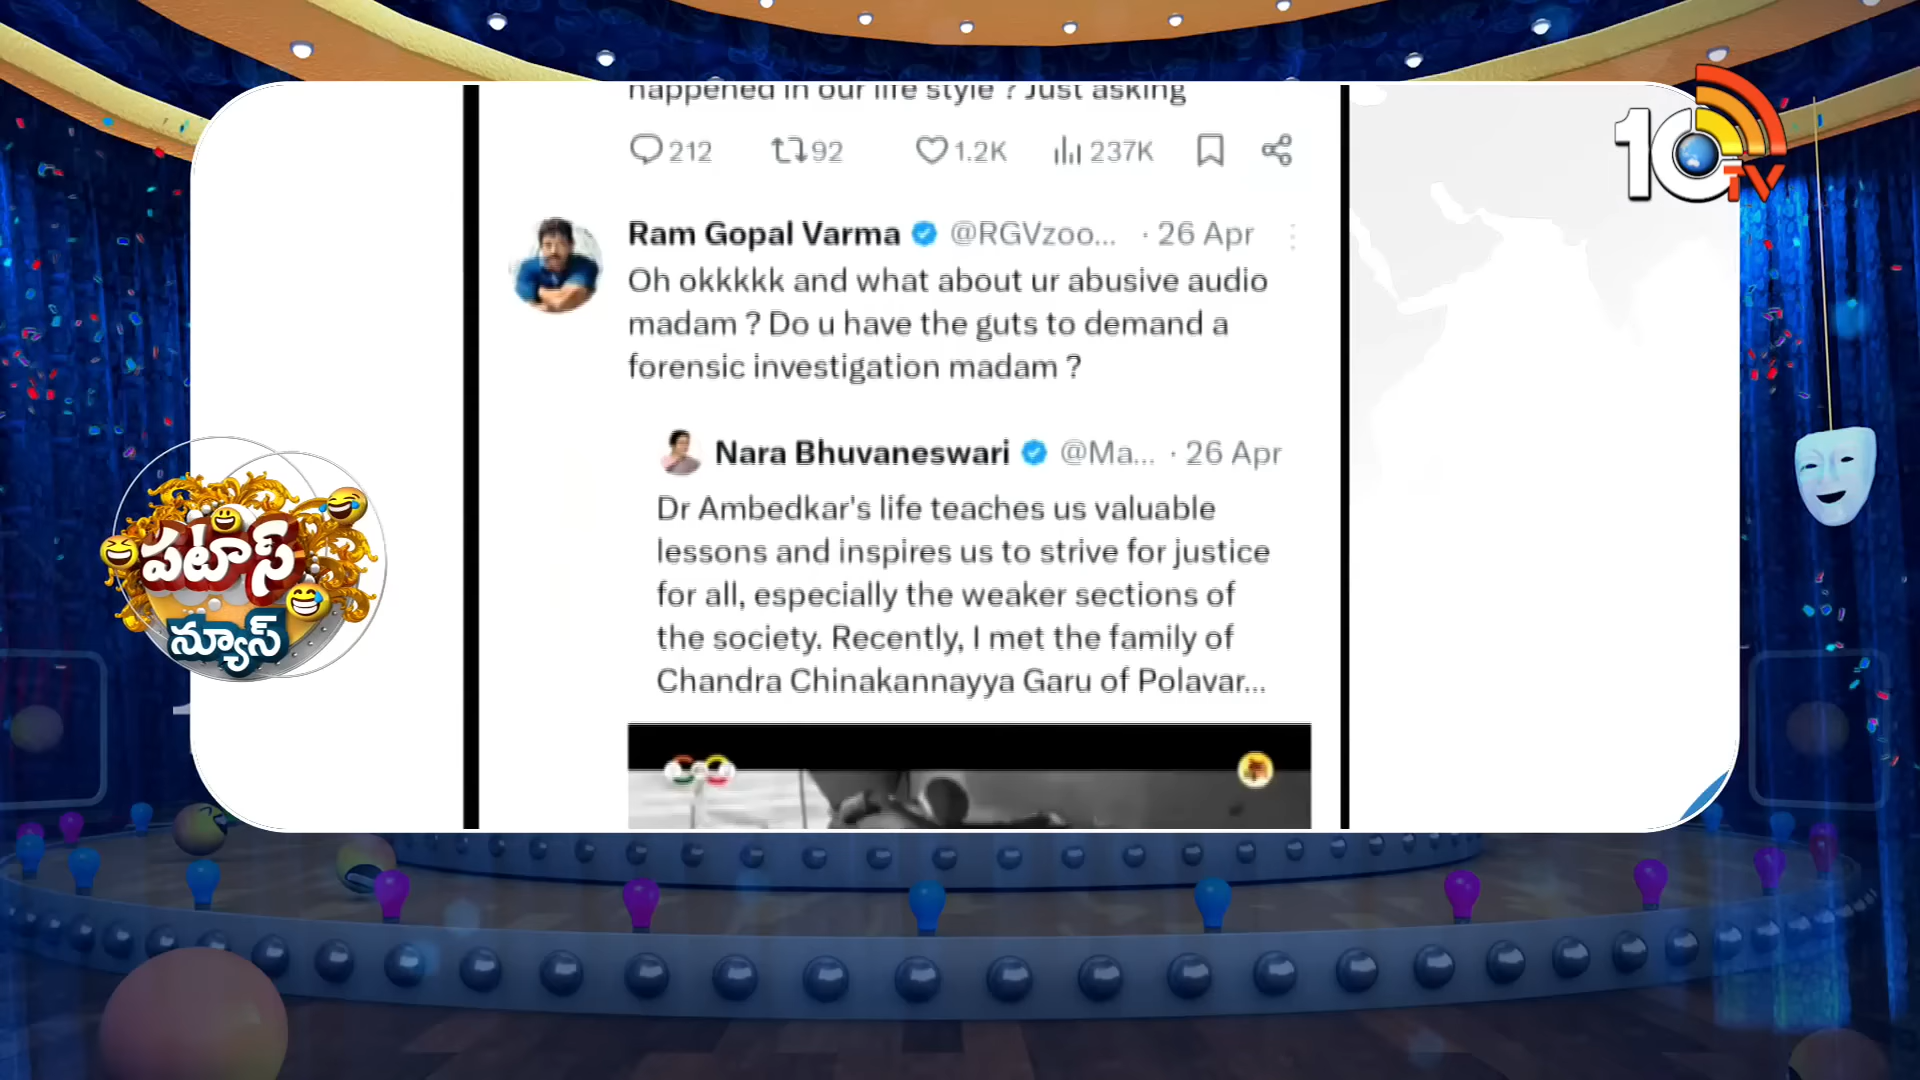 happened in our life style ? Just asking
212 92 1.2K 237K
Ram Gopal Varma @RGVzoo... · 26 Apr
Oh okkkkk and what about ur abusive audio
madam ? Do u have the guts to demand a
forensic investigation madam ?
Nara Bhuvaneswari @Ma... · 26 Apr
Dr Ambedkar's life teaches us valuable
lessons and inspires us to strive for justice
for all, especially the weaker sections of
the society. Recently, I met the family of
Chandra Chinakannayya Garu of Polavar...
10TV
పటాస్
న్యూస్